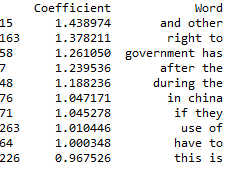 Coefficient Word
15 1.438974 and other
163 1.378211 right to
58 1.261050 government has
7 1.239536 after the
48 1.188236 during the
76 1.047171 in china
71 1.045278 if they
263 1.010446 use of
64 1.000348 have to
226 0.967526 this is